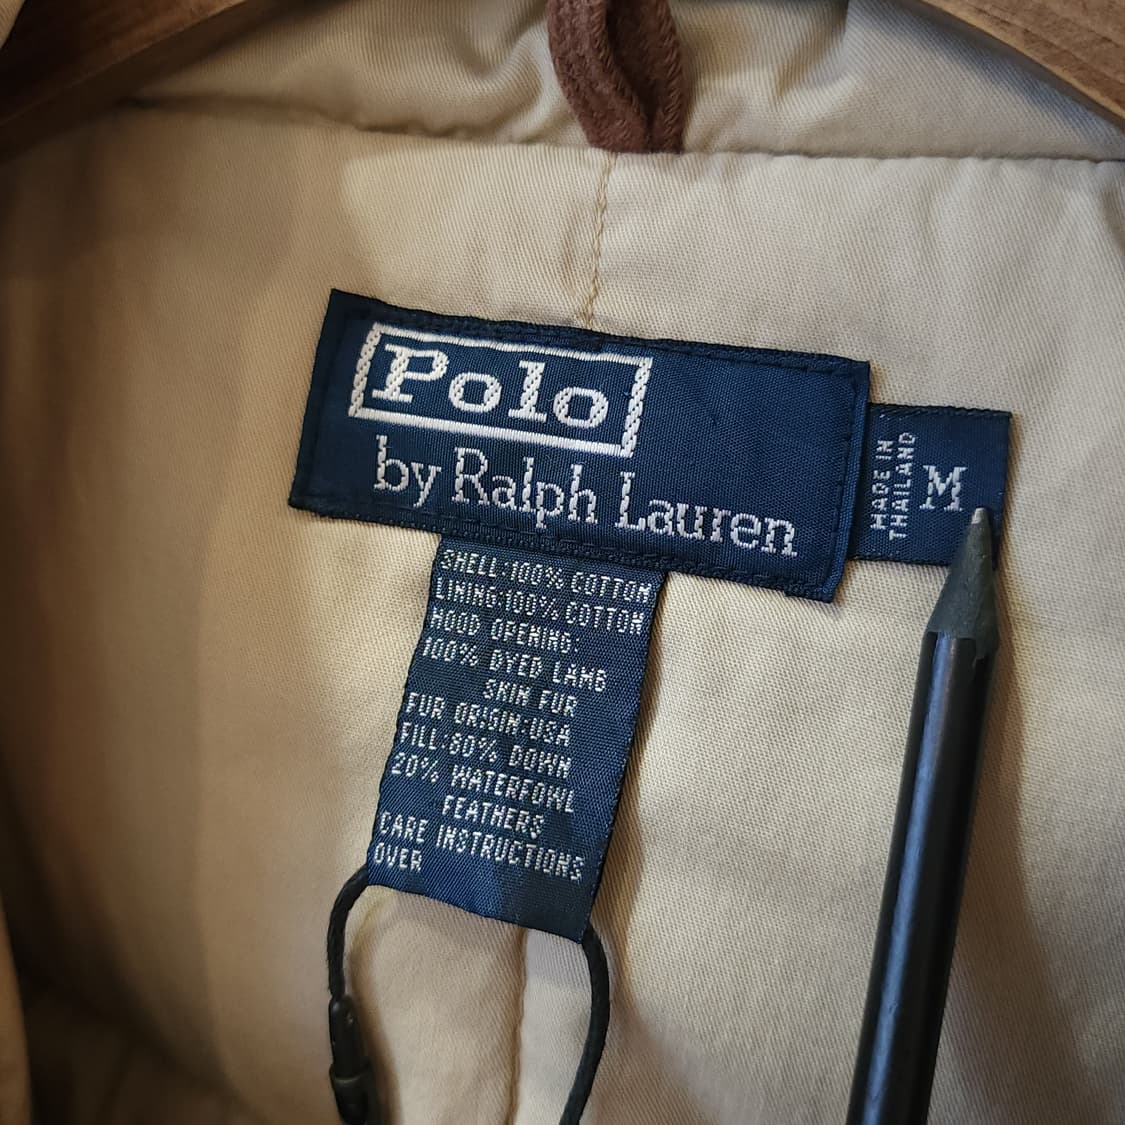 Polo
by Ralph Lauren
MADE IN
THAILAND
M
SHELL:100% COTTON
LINING:100% COTTON
HOOD OPENING:
100% DYED LAMB
SKIN FUR
FUR ORIGIN:USA
FILL:80% DOWN
20% WATERFOWL
FEATHERS
CARE INSTRUCTIONS
OVER